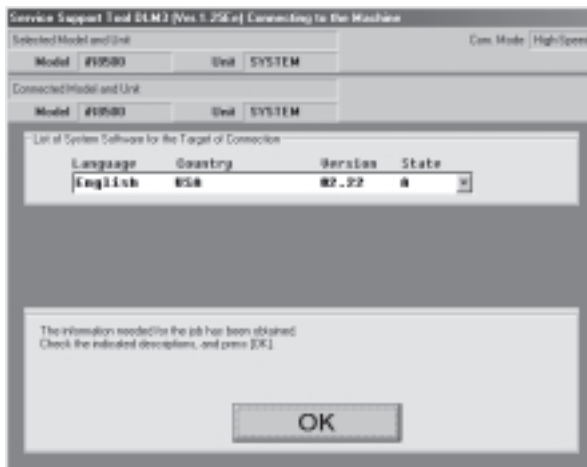 Service Support Tool DLM3 (Ver.1.25Ee) Connecting to the Machine
Selected Model and Unit
Com. Mode High Speed
Model iR8500 Unit SYSTEM
Connected Model and Unit
Model iR8500 Unit SYSTEM
List of System Software for the Target of Connection
Language Country Version State
English USA 02.22 A
The information needed for the job has been obtained.
Check the indicated descriptions, and press [OK].
OK